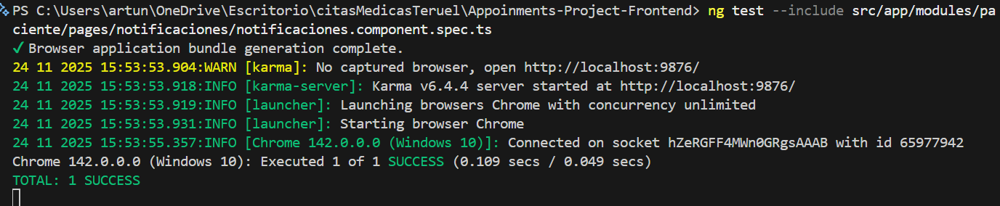 PS C:\Users\artun\OneDrive\Escritorio\citasMedicasTeruel\Appoinments-Project-Frontend> ng test --include src/app/modules/pa
ciente/pages/notificaciones/notificaciones.component.spec.ts
✓ Browser application bundle generation complete.
24 11 2025 15:53:53.904:WARN [karma]: No captured browser, open http://localhost:9876/
24 11 2025 15:53:53.918:INFO [karma-server]: Karma v6.4.4 server started at http://localhost:9876/
24 11 2025 15:53:53.919:INFO [launcher]: Launching browsers Chrome with concurrency unlimited
24 11 2025 15:53:53.931:INFO [launcher]: Starting browser Chrome
24 11 2025 15:53:55.357:INFO [Chrome 142.0.0.0 (Windows 10)]: Connected on socket hZeRGFF4MWn0GRgsAAAB with id 65977942
Chrome 142.0.0.0 (Windows 10): Executed 1 of 1 SUCCESS (0.109 secs / 0.049 secs)
TOTAL: 1 SUCCESS